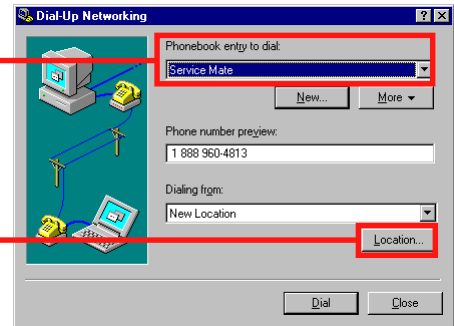 Dial-Up Networking
Phonebook entry to dial:
Service Mate
New... More
Phone number preview:
1 888 960-4813
Dialing from:
New Location
Location...
Dial Close